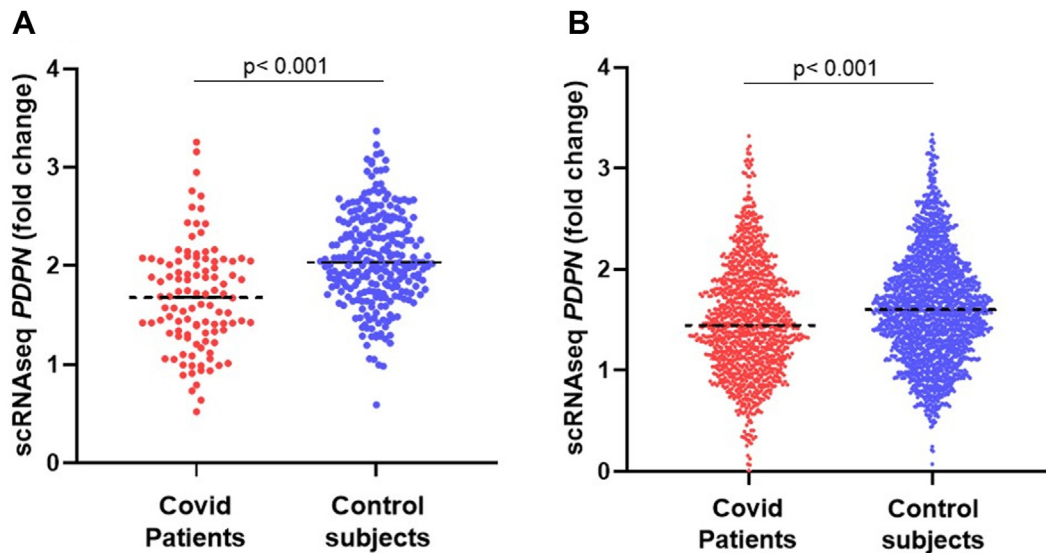 A
scRNAseq PDPN (fold change)
4
3
2
1
0
p< 0.001
Covid
Patients
Control
subjects
B
scRNAseq PDPN (fold change)
4
3
2
1
0
p< 0.001
Covid
Patients
Control
subjects